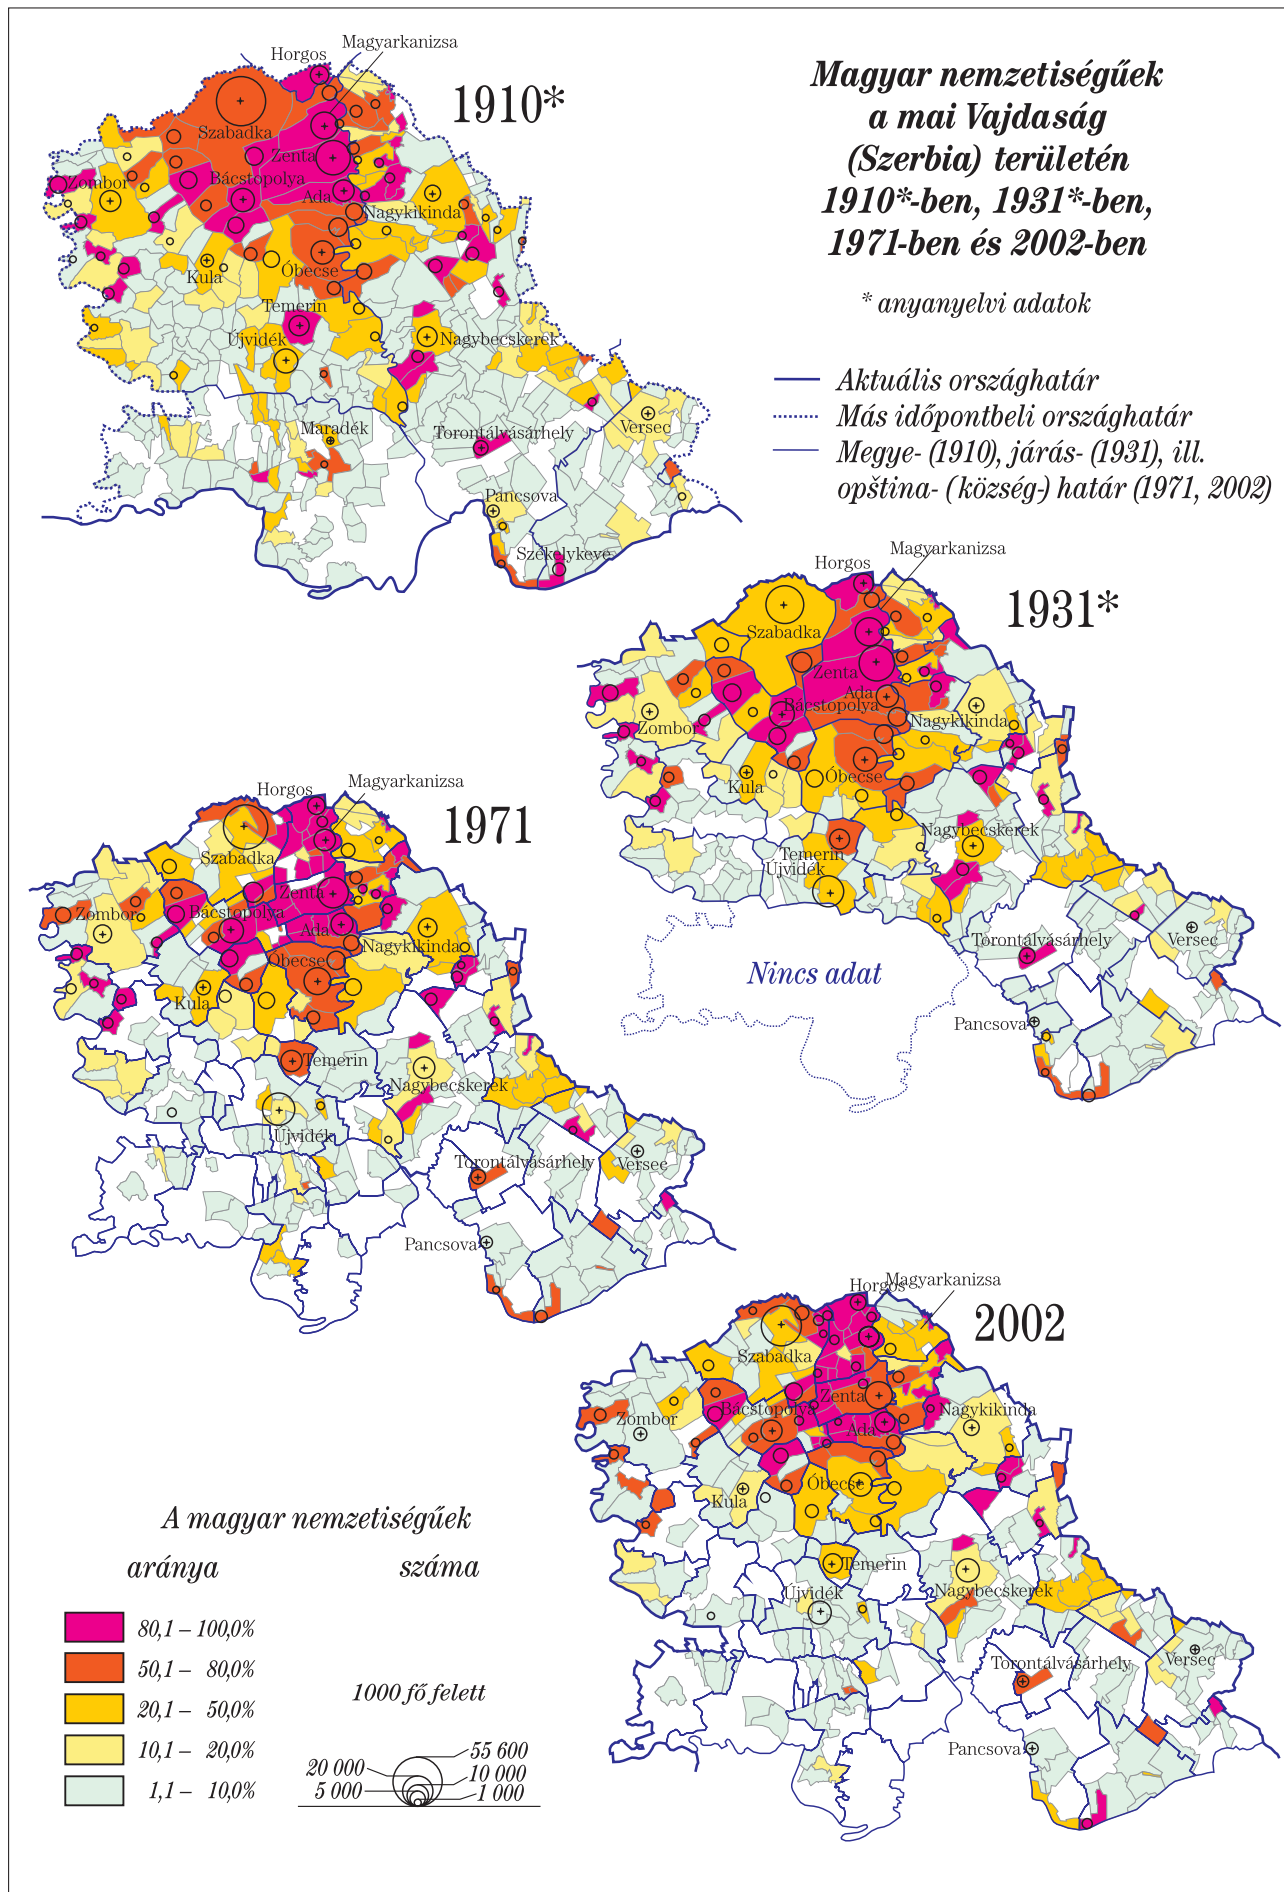 Magyar nemzetiségűek
a mai Vajdaság
(Szerbia) területén
1910*-ben, 1931*-ben,
1971-ben és 2002-ben
* anyanyelvi adatok
Aktuális országhatár
Más időpontbeli országhatár
Megye- (1910), járás- (1931), ill.
opština- (község-) határ (1971, 2002)
1910*
Magyarkanizsa
Horgos
Szabadka
Zenta
Zombor
Bácstopolya
Ada
Nagykikinda
Kula
Óbecse
Temerin
Újvidék
Nagybecskerek
Maradék
Torontálvásárhely
Versec
Pancsova
Székelykeve
1931*
Magyarkanizsa
Horgos
Szabadka
Zenta
Ada
Bácstopolya
Nagykikinda
Zombor
Óbecse
Kula
Nagybecskerek
Temerin
Újvidék
Torontálvásárhely
Versec
Nincs adat
Pancsova
1971
Magyarkanizsa
Horgos
Szabadka
Zenta
Zombor
Bácstopolya
Ada
Nagykikinda
Óbecse
Kula
Temerin
Nagybecskerek
Újvidék
Torontálvásárhely
Versec
Pancsova
2002
Magyarkanizsa
Horgos
Szabadka
Zenta
Bácstopolya
Nagykikinda
Zombor
Ada
Óbecse
Kula
Temerin
Nagybecskerek
Újvidék
Torontálvásárhely
Versec
Pancsova
A magyar nemzetiségűek
aránya
száma
80,1 – 100,0%
50,1 – 80,0%
20,1 – 50,0%
10,1 – 20,0%
1,1 – 10,0%
1000 fő felett
55 600
20 000
10 000
5 000
1 000